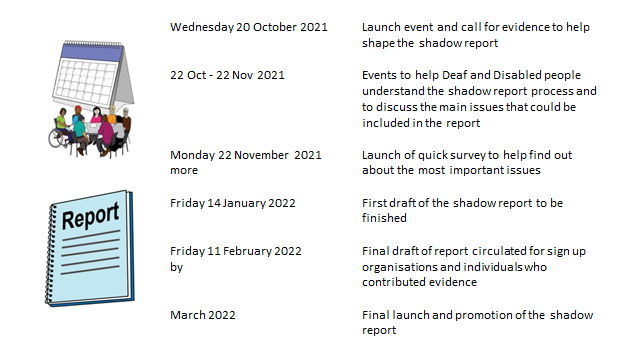 Wednesday 20 October 2021 Launch event and call for evidence to help
shape the shadow report
22 Oct - 22 Nov 2021 Events to help Deaf and Disabled people
understand the shadow report process and
to discuss the main issues that could be
included in the report
Monday 22 November 2021 Launch of quick survey to help find out
more about the most important issues
Report
Friday 14 January 2022 First draft of the shadow report to be
finished
Friday 11 February 2022 Final draft of report circulated for sign up
by organisations and individuals who
contributed evidence
March 2022 Final launch and promotion of the shadow
report